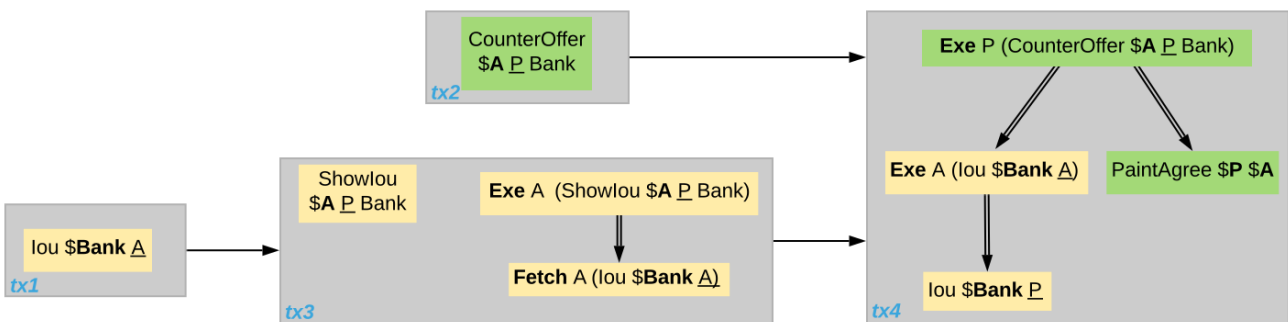 CounterOffer
$A P Bank
tx2
Exe P (CounterOffer $A P Bank)
Exe A (Iou $Bank A)
PaintAgree $P $A
Iou $Bank P
tx4
ShowIou
$A P Bank
Exe A (ShowIou $A P Bank)
Fetch A (Iou $Bank A)
tx3
Iou $Bank A
tx1